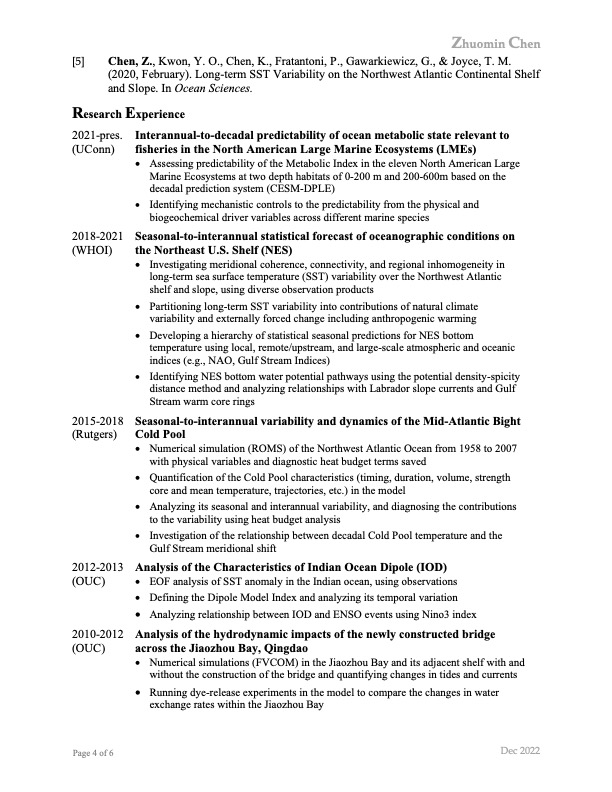 Zhuomin Chen
[5] Chen, Z., Kwon, Y. O., Chen, K., Fratantoni, P., Gawarkiewicz, G., & Joyce, T. M.
(2020, February). Long-term SST Variability on the Northwest Atlantic Continental Shelf
and Slope. In Ocean Sciences.
Research Experience
2021-pres. Interannual-to-decadal predictability of ocean metabolic state relevant to
(UConn) fisheries in the North American Large Marine Ecosystems (LMEs)
• Assessing predictability of the Metabolic Index in the eleven North American Large
Marine Ecosystems at two depth habitats of 0-200 m and 200-600m based on the
decadal prediction system (CESM-DPLE)
• Identifying mechanistic controls to the predictability from the physical and
biogeochemical driver variables across different marine species
2018-2021 Seasonal-to-interannual statistical forecast of oceanographic conditions on
(WHOI) the Northeast U.S. Shelf (NES)
• Investigating meridional coherence, connectivity, and regional inhomogeneity in
long-term sea surface temperature (SST) variability over the Northwest Atlantic
shelf and slope, using diverse observation products
• Partitioning long-term SST variability into contributions of natural climate
variability and externally forced change including anthropogenic warming
• Developing a hierarchy of statistical seasonal predictions for NES bottom
temperature using local, remote/upstream, and large-scale atmospheric and oceanic
indices (e.g., NAO, Gulf Stream Indices)
• Identifying NES bottom water potential pathways using the potential density-spicity
distance method and analyzing relationships with Labrador slope currents and Gulf
Stream warm core rings
2015-2018 Seasonal-to-interannual variability and dynamics of the Mid-Atlantic Bight
(Rutgers) Cold Pool
• Numerical simulation (ROMS) of the Northwest Atlantic Ocean from 1958 to 2007
with physical variables and diagnostic heat budget terms saved
• Quantification of the Cold Pool characteristics (timing, duration, volume, strength
core and mean temperature, trajectories, etc.) in the model
• Analyzing its seasonal and interannual variability, and diagnosing the contributions
to the variability using heat budget analysis
• Investigation of the relationship between decadal Cold Pool temperature and the
Gulf Stream meridional shift
2012-2013 Analysis of the Characteristics of Indian Ocean Dipole (IOD)
(OUC) • EOF analysis of SST anomaly in the Indian ocean, using observations
• Defining the Dipole Model Index and analyzing its temporal variation
• Analyzing relationship between IOD and ENSO events using Nino3 index
2010-2012 Analysis of the hydrodynamic impacts of the newly constructed bridge
(OUC) across the Jiaozhou Bay, Qingdao
• Numerical simulations (FVCOM) in the Jiaozhou Bay and its adjacent shelf with and
without the construction of the bridge and quantifying changes in tides and currents
• Running dye-release experiments in the model to compare the changes in water
exchange rates within the Jiaozhou Bay
Page 4 of 6 Dec 2022